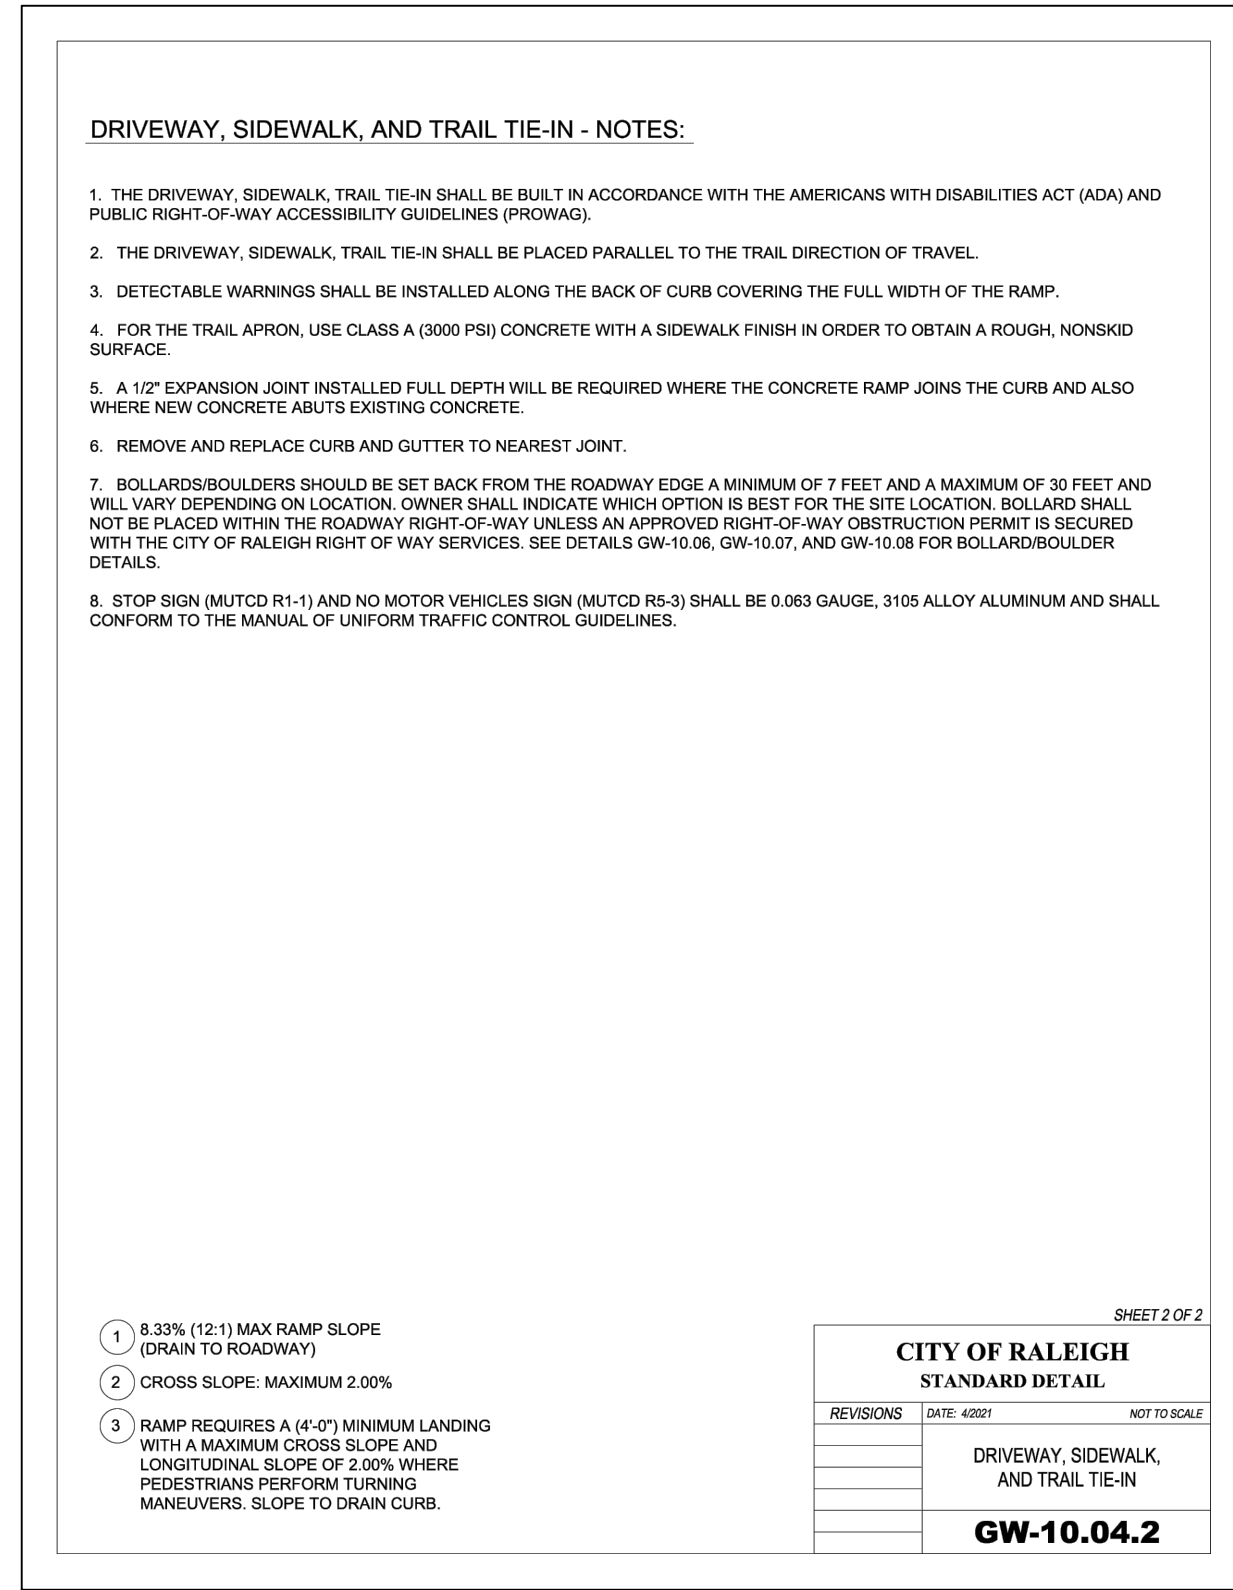 DRIVEWAY, SIDEWALK, AND TRAIL TIE-IN - NOTES:
1. THE DRIVEWAY, SIDEWALK, TRAIL TIE-IN SHALL BE BUILT IN ACCORDANCE WITH THE AMERICANS WITH DISABILITIES ACT (ADA) AND
PUBLIC RIGHT-OF-WAY ACCESSIBILITY GUIDELINES (PROWAG).
2. THE DRIVEWAY, SIDEWALK, TRAIL TIE-IN SHALL BE PLACED PARALLEL TO THE TRAIL DIRECTION OF TRAVEL.
3. DETECTABLE WARNINGS SHALL BE INSTALLED ALONG THE BACK OF CURB COVERING THE FULL WIDTH OF THE RAMP.
4. FOR THE TRAIL APRON, USE CLASS A (3000 PSI) CONCRETE WITH A SIDEWALK FINISH IN ORDER TO OBTAIN A ROUGH, NONSKID
SURFACE.
5. A 1/2" EXPANSION JOINT INSTALLED FULL DEPTH WILL BE REQUIRED WHERE THE CONCRETE RAMP JOINS THE CURB AND ALSO
WHERE NEW CONCRETE ABUTS EXISTING CONCRETE.
6. REMOVE AND REPLACE CURB AND GUTTER TO NEAREST JOINT.
7. BOLLARDS/BOULDERS SHOULD BE SET BACK FROM THE ROADWAY EDGE A MINIMUM OF 7 FEET AND A MAXIMUM OF 30 FEET AND
WILL VARY DEPENDING ON LOCATION. OWNER SHALL INDICATE WHICH OPTION IS BEST FOR THE SITE LOCATION. BOLLARD SHALL
NOT BE PLACED WITHIN THE ROADWAY RIGHT-OF-WAY UNLESS AN APPROVED RIGHT-OF-WAY OBSTRUCTION PERMIT IS SECURED
WITH THE CITY OF RALEIGH RIGHT OF WAY SERVICES. SEE DETAILS GW-10.06, GW-10.07, AND GW-10.08 FOR BOLLARD/BOULDER
DETAILS.
8. STOP SIGN (MUTCD R1-1) AND NO MOTOR VEHICLES SIGN (MUTCD R5-3) SHALL BE 0.063 GAUGE, 3105 ALLOY ALUMINUM AND SHALL
CONFORM TO THE MANUAL OF UNIFORM TRAFFIC CONTROL GUIDELINES.
1 8.33% (12:1) MAX RAMP SLOPE
(DRAIN TO ROADWAY)
2 CROSS SLOPE: MAXIMUM 2.00%
3 RAMP REQUIRES A (4'-0") MINIMUM LANDING
WITH A MAXIMUM CROSS SLOPE AND
LONGITUDINAL SLOPE OF 2.00% WHERE
PEDESTRIANS PERFORM TURNING
MANEUVERS. SLOPE TO DRAIN CURB.
SHEET 2 OF 2
CITY OF RALEIGH
STANDARD DETAIL
REVISIONS DATE: 4/2021 NOT TO SCALE
DRIVEWAY, SIDEWALK,
AND TRAIL TIE-IN
GW-10.04.2